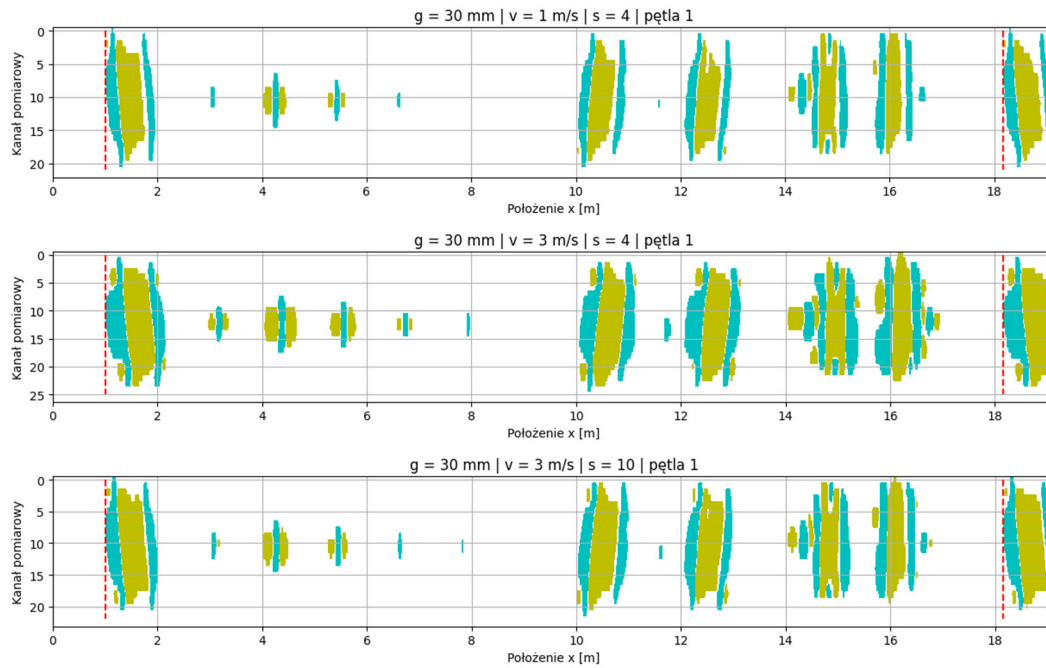 g = 30 mm | v = 1 m/s | s = 4 | pętla 1
Kanał pomiarowy
0
5
10
15
20
0 2 4 6 8 10 12 14 16 18
Położenie x [m]
g = 30 mm | v = 3 m/s | s = 4 | pętla 1
Kanał pomiarowy
0
5
10
15
20
25
0 2 4 6 8 10 12 14 16 18
Położenie x [m]
g = 30 mm | v = 3 m/s | s = 10 | pętla 1
Kanał pomiarowy
0
5
10
15
20
0 2 4 6 8 10 12 14 16 18
Położenie x [m]